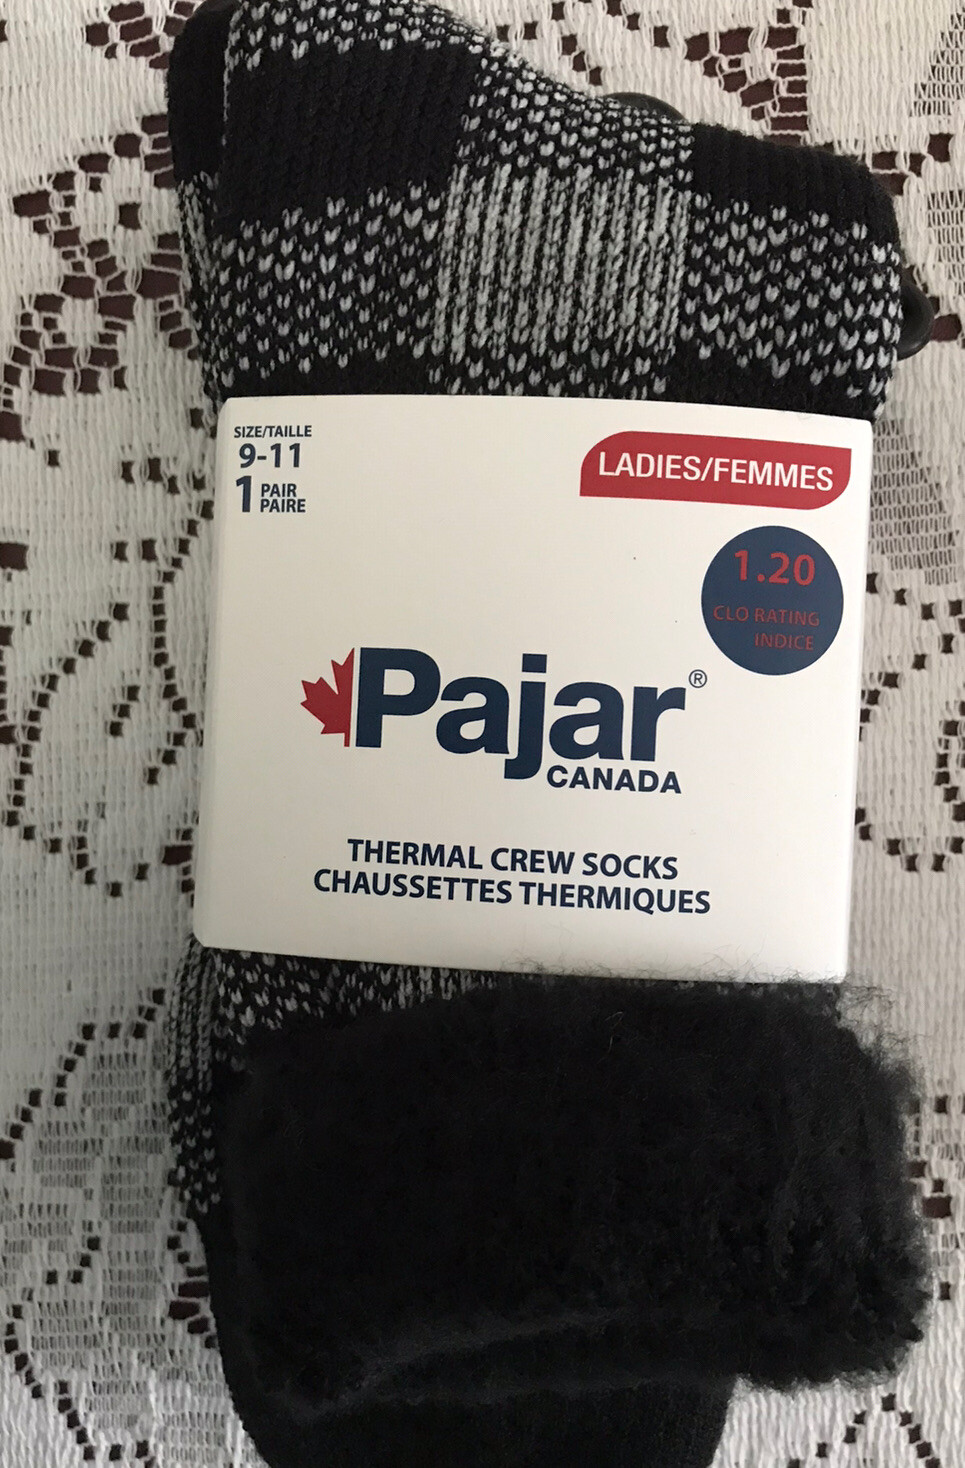 SIZE/TAILLE
9-11
1 PAIR
PAIRE
LADIES/FEMMES
1.20
CLO RATING
INDICE
Pajar®
CANADA
THERMAL CREW SOCKS
CHAUSSETTES THERMIQUES